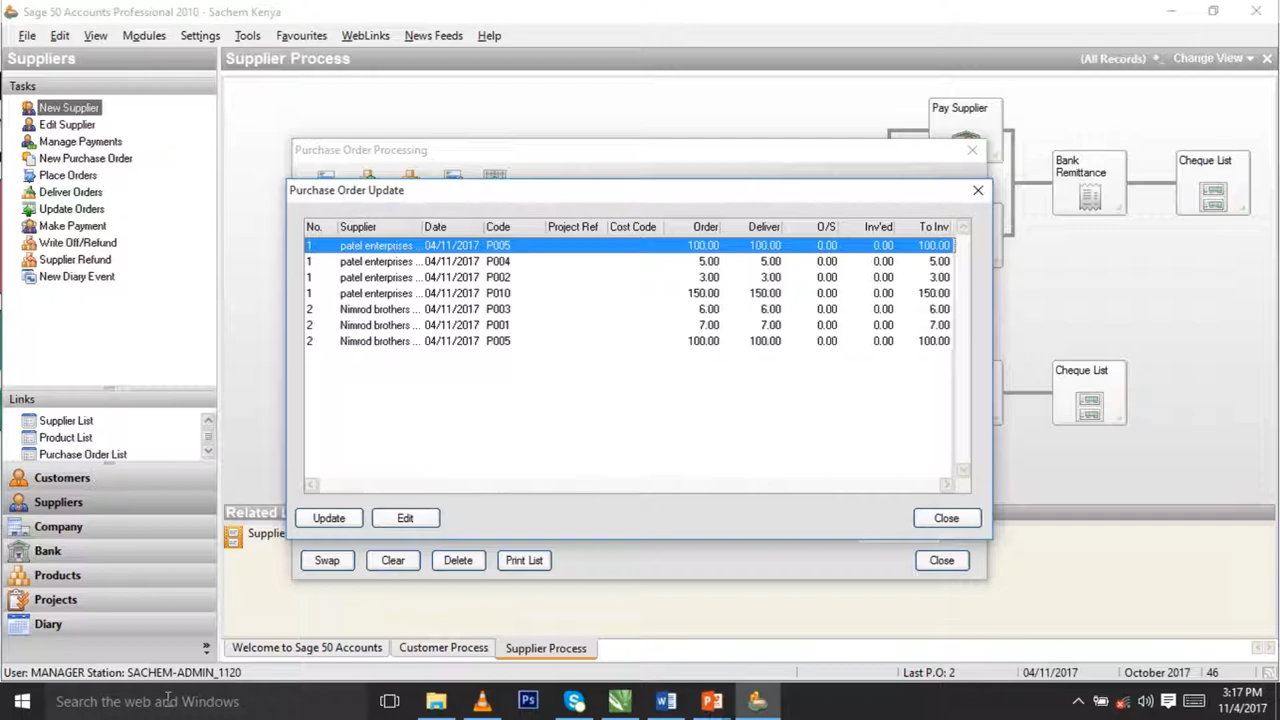 Sage 50 Accounts Professional 2010 - Sachem Kenya
File Edit View Modules Settings Tools Favourites WebLinks News Feeds Help
Suppliers
Supplier Process
(All Records) Change View
Tasks
New Supplier
Edit Supplier
Manage Payments
New Purchase Order
Place Orders
Deliver Orders
Update Orders
Make Payment
Write Off/Refund
Supplier Refund
New Diary Event
Links
Supplier List
Product List
Purchase Order List
Customers
Suppliers
Company
Bank
Products
Projects
Diary
Pay Supplier
Bank
Remittance
Cheque List
Cheque List
Purchase Order Processing
Purchase Order Update
No. Supplier Date Code Project Ref Cost Code Order Deliver O/S Inv'ed To Inv
1 patel enterprises ... 04/11/2017 P005 100.00 100.00 0.00 0.00 100.00
1 patel enterprises ... 04/11/2017 P004 5.00 5.00 0.00 0.00 5.00
1 patel enterprises ... 04/11/2017 P002 3.00 3.00 0.00 0.00 3.00
1 patel enterprises ... 04/11/2017 P010 150.00 150.00 0.00 0.00 150.00
2 Nimrod brothers ... 04/11/2017 P003 6.00 6.00 0.00 0.00 6.00
2 Nimrod brothers ... 04/11/2017 P001 7.00 7.00 0.00 0.00 7.00
2 Nimrod brothers ... 04/11/2017 P005 100.00 100.00 0.00 0.00 100.00
Update Edit Close
Related
Supplie
Swap Clear Delete Print List Close
Welcome to Sage 50 Accounts Customer Process Supplier Process
User: MANAGER Station: SACHEM-ADMIN_1120
Last P.O: 2 04/11/2017 October 2017 46
Search the web and Windows
3:17 PM
11/4/2017